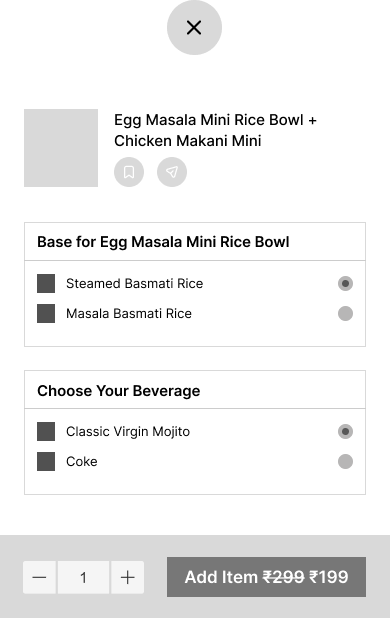 Egg Masala Mini Rice Bowl +
Chicken Makani Mini
Base for Egg Masala Mini Rice Bowl
Steamed Basmati Rice
Masala Basmati Rice
Choose Your Beverage
Classic Virgin Mojito
Coke
1
Add Item ₹299 ₹199